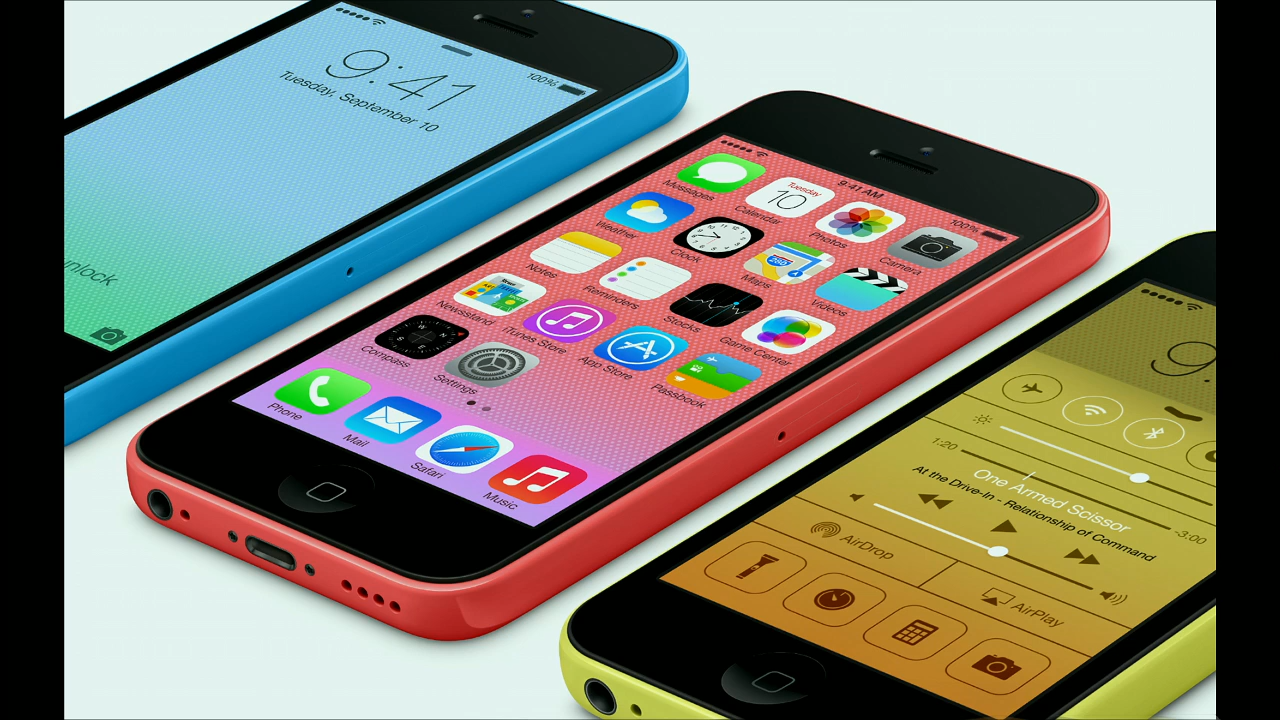 9:41
100%
Tuesday, September 10
unlock
9:41 AM
100%
Messages
Tuesday
10
Calendar
Photos
Camera
Weather
Clock
280
Maps
Videos
Notes
Reminders
Stocks
Game Center
Newsstand
iTunes Store
App Store
Passbook
N
W
E
S
Compass
Settings
Phone
Mail
Safari
Music
9:
1:20
-3:00
One Armed Scissor
At the Drive-In - Relationship of Command
AirDrop
AirPlay